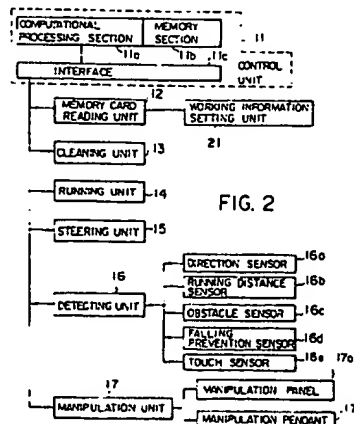 COMPUTATIONAL
PROCESSING SECTION
MEMORY
SECTION
11
11a
11b
11c
INTERFACE
CONTROL
UNIT
12
MEMORY CARD
READING UNIT
WORKING INFORMATION
SETTING UNIT
21
CLEANING UNIT
13
RUNNING UNIT
14
STEERING UNIT
15
FIG. 2
16
DETECTING UNIT
DIRECTION SENSOR
16a
RUNNING DISTANCE
SENSOR
16b
OBSTACLE SENSOR
16c
FALLING
PREVENTION SENSOR
16d
TOUCH SENSOR
16e
17
MANIPULATION UNIT
17a
MANIPULATION PANEL
MANIPULATION PENDANT